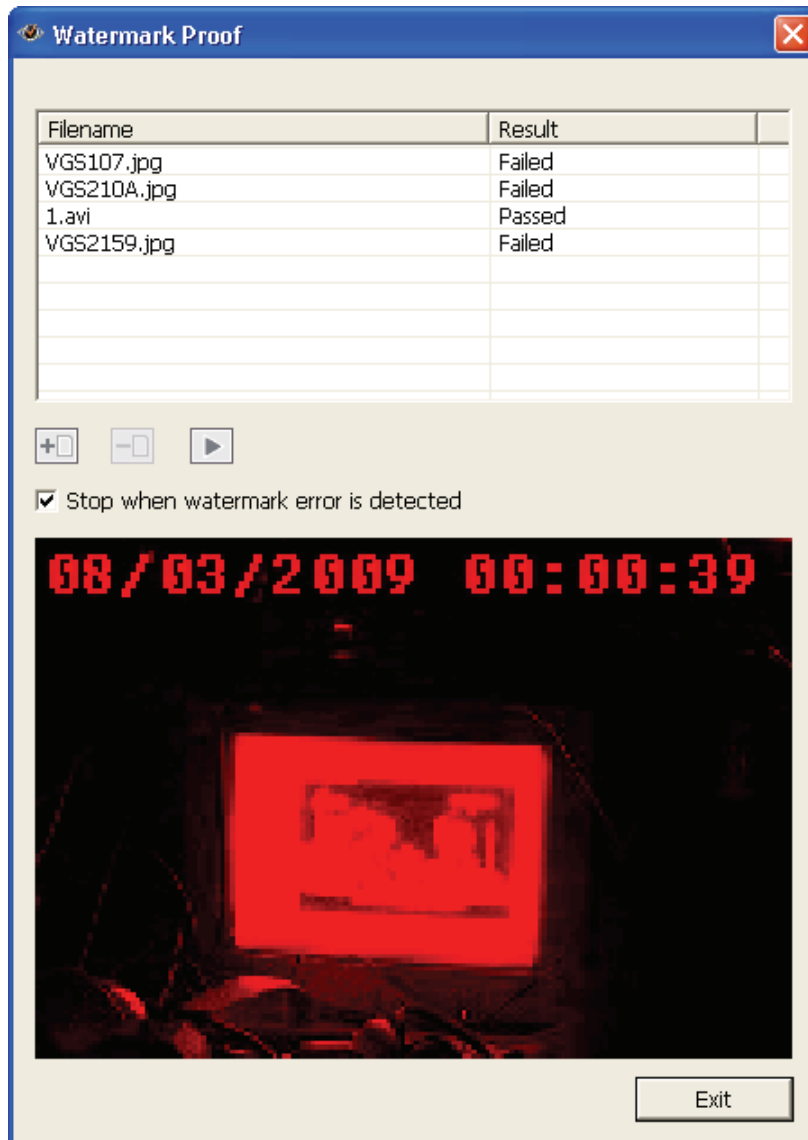 Watermark Proof
Filename Result
VGS107.jpg Failed
VGS210A.jpg Failed
1.avi Passed
VGS2159.jpg Failed
Stop when watermark error is detected
08/03/2009 00:00:39
Exit